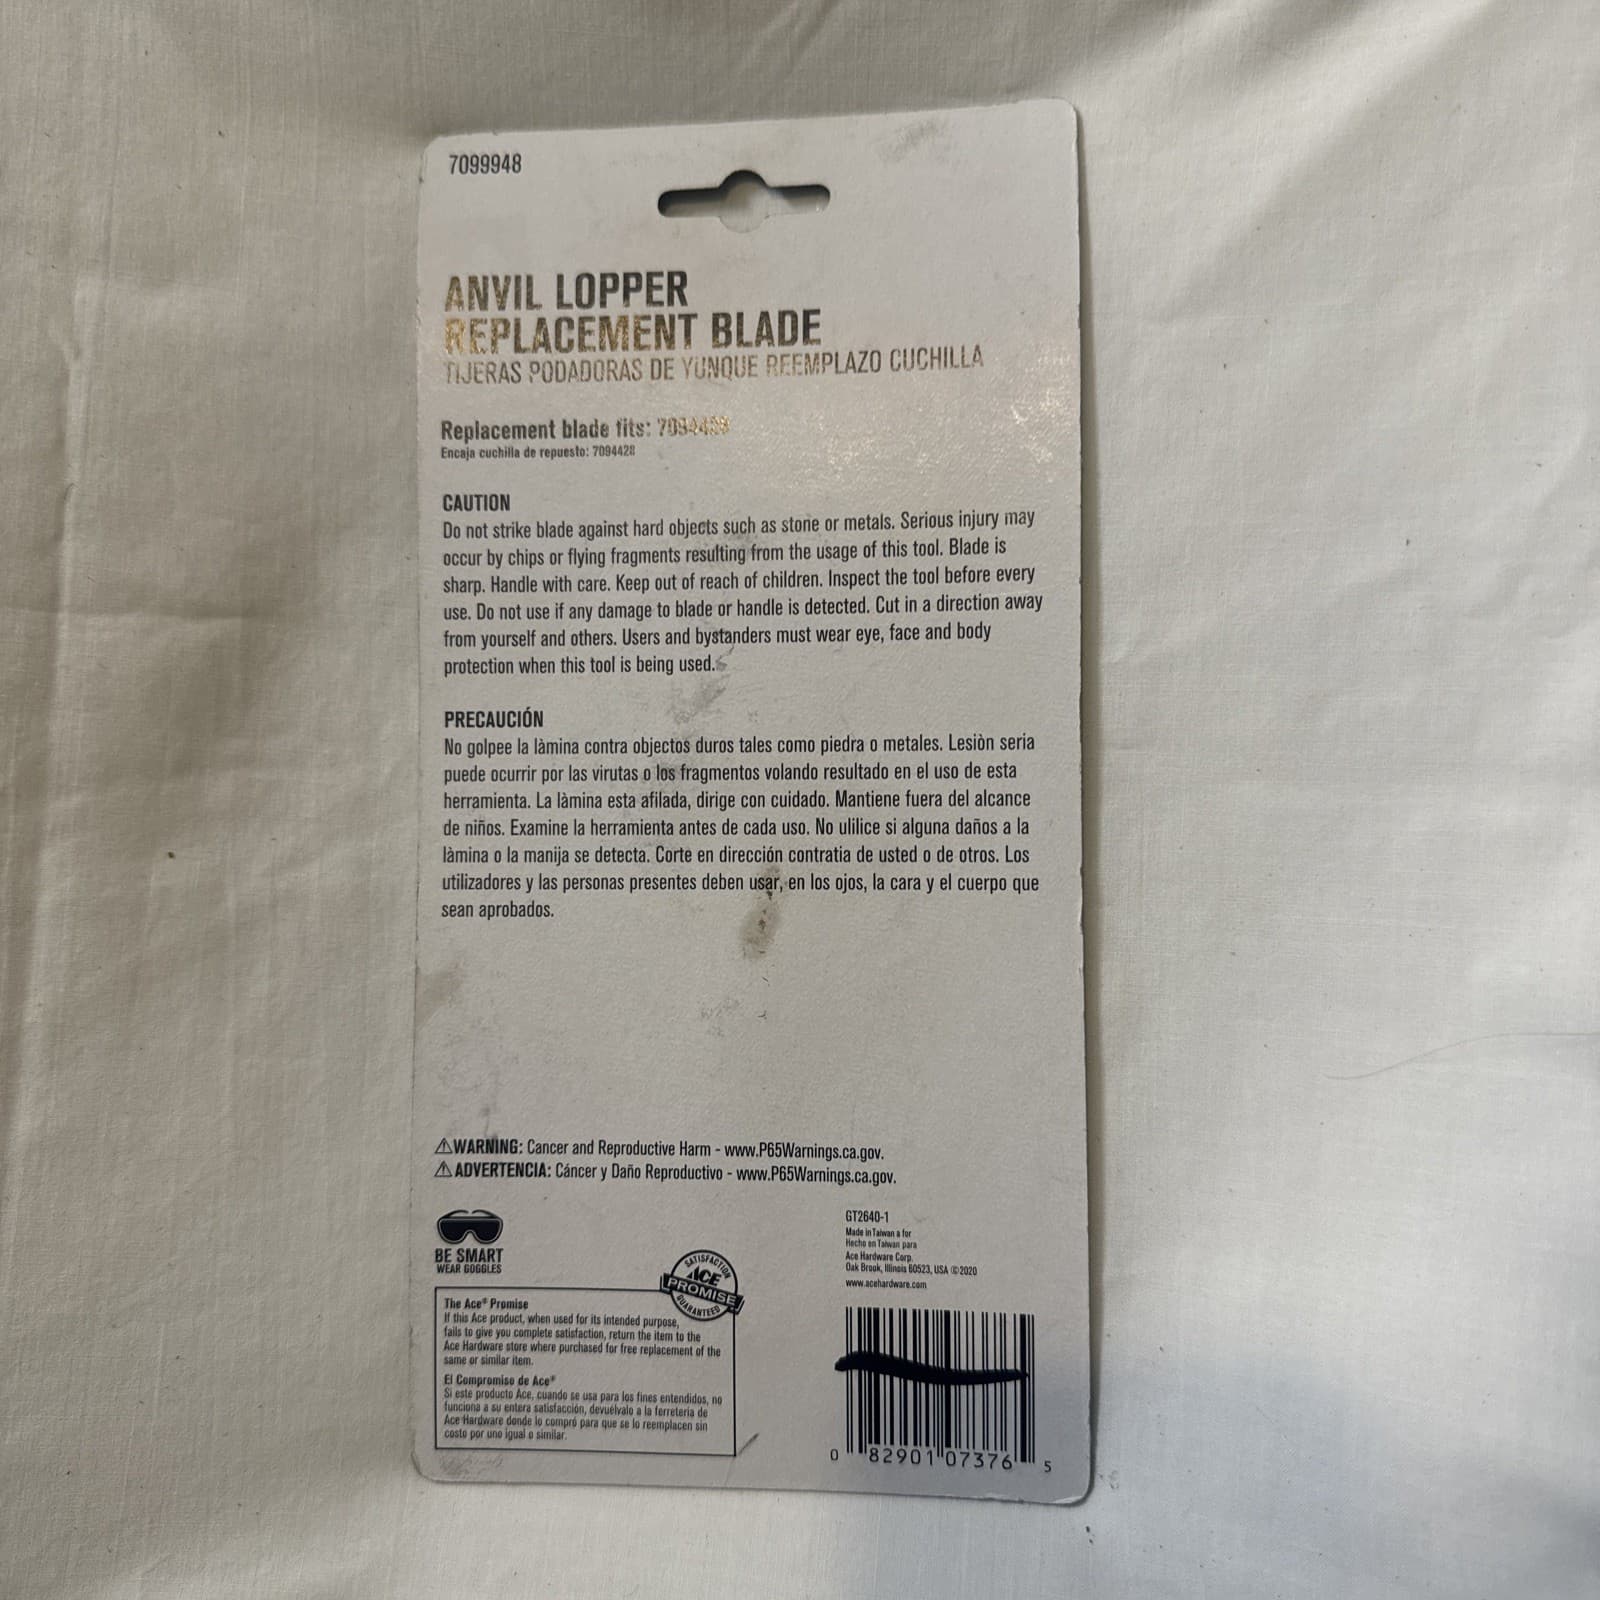 7099948
ANVIL LOPPER
REPLACEMENT BLADE
TIJERAS PODADORAS DE YUNQUE REEMPLAZO CUCHILLA
Replacement blade fits: 7094428
Encaja cuchilla de repuesto: 7094428
CAUTION
Do not strike blade against hard objects such as stone or metals. Serious injury may
occur by chips or flying fragments resulting from the usage of this tool. Blade is
sharp. Handle with care. Keep out of reach of children. Inspect the tool before every
use. Do not use if any damage to blade or handle is detected. Cut in a direction away
from yourself and others. Users and bystanders must wear eye, face and body
protection when this tool is being used.
PRECAUCIÓN
No golpee la làmina contra objectos duros tales como piedra o metales. Lesiòn seria
puede ocurrir por las virutas o los fragmentos volando resultado en el uso de esta
herramienta. La làmina esta afilada, dirige con cuidado. Mantiene fuera del alcance
de niños. Examine la herramienta antes de cada uso. No ulilice si alguna daños a la
làmina o la manija se detecta. Corte en dirección contratia de usted o de otros. Los
utilizadores y las personas presentes deben usar, en los ojos, la cara y el cuerpo que
sean aprobados.
⚠WARNING: Cancer and Reproductive Harm - www.P65Warnings.ca.gov.
⚠ADVERTENCIA: Cáncer y Daño Reproductivo - www.P65Warnings.ca.gov.
BE SMART
WEAR GOGGLES
SATISFACTION
ACE
PROMISE
GUARANTEED
The Ace® Promise
If this Ace product, when used for its intended purpose,
fails to give you complete satisfaction, return the item to the
Ace Hardware store where purchased for free replacement of the
same or similar item.
El Compromiso de Ace®
Si este producto Ace, cuando se usa para los fines entendidos, no
funciona a su entera satisfacción, devuélvalo a la ferretería de
Ace Hardware donde lo compró para que se lo reemplacen sin
costo por uno igual o similar.
GT2640-1
Made in Taiwan a for
Hecho en Taiwan para
Ace Hardware Corp.
Oak Brook, Illinois 60523, USA ©2020
www.acehardware.com
0 82901 07376 5